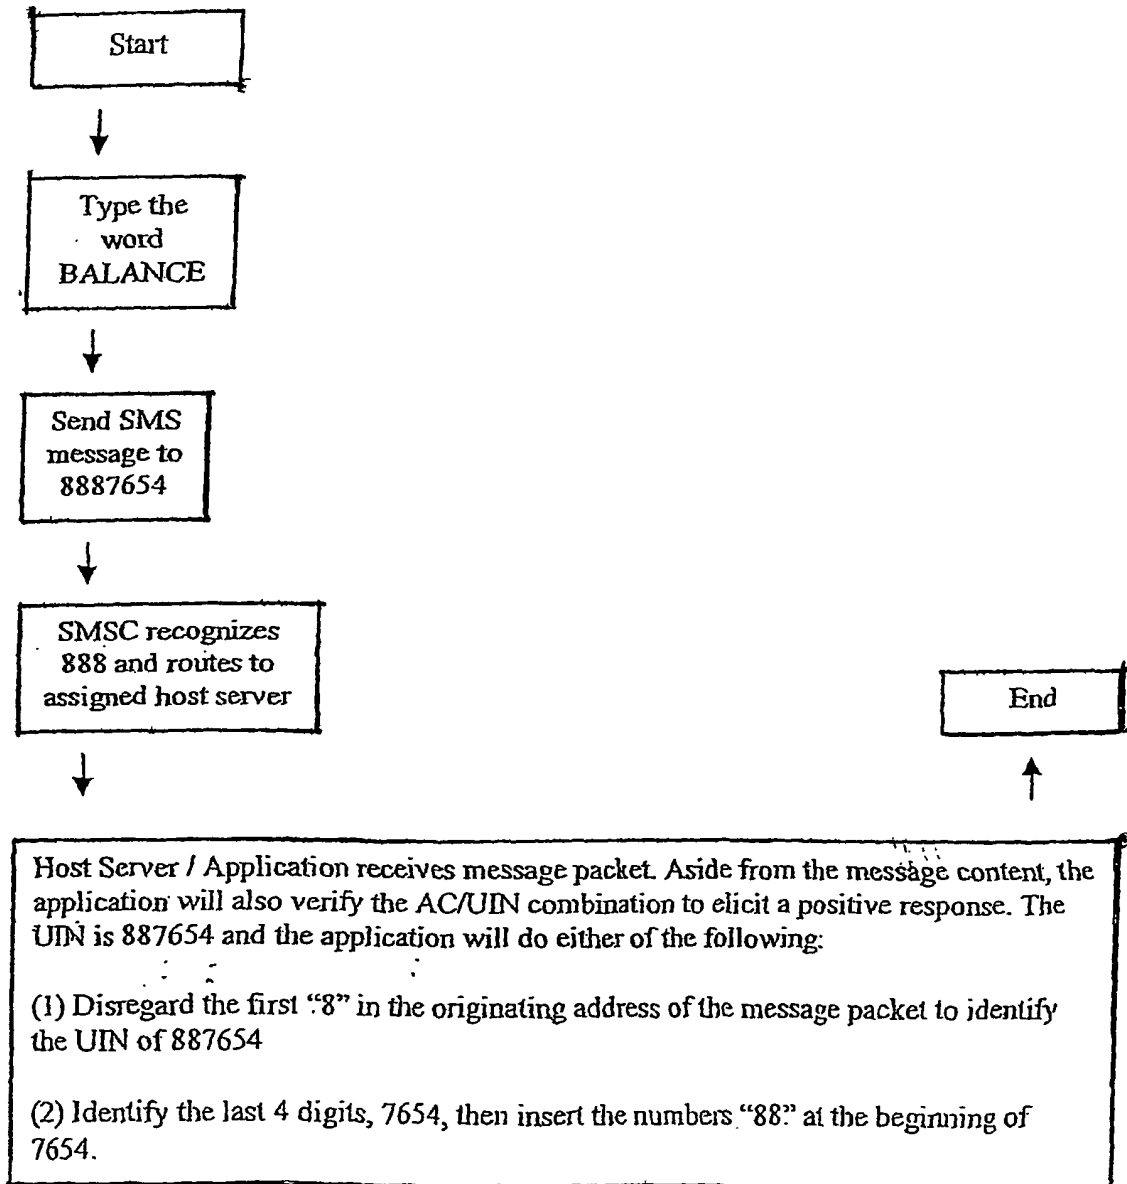 Start
Type the
word
BALANCE
Send SMS
message to
8887654
SMSC recognizes
888 and routes to
assigned host server
End
Host Server / Application receives message packet. Aside from the message content, the
application will also verify the AC/UIN combination to elicit a positive response. The
UIN is 887654 and the application will do either of the following:
(1) Disregard the first "8" in the originating address of the message packet to identify
the UIN of 887654
(2) Identify the last 4 digits, 7654, then insert the numbers "88" at the beginning of
7654.